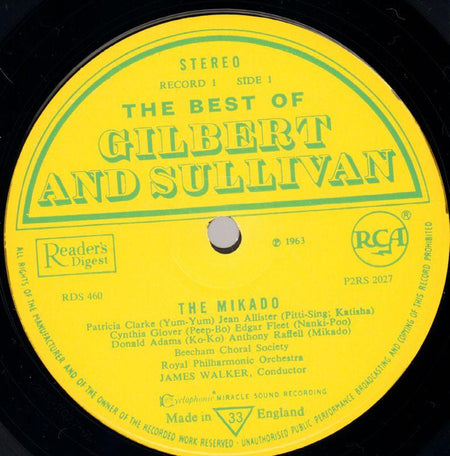 STEREO
RECORD 1 SIDE 1
THE BEST OF
GILBERT
AND SULLIVAN
Reader's
Digest
℗ 1963
RCA®
RDS 460
P2RS 2027
THE MIKADO
Patricia Clarke (Yum-Yum) Jean Allister (Pitti-Sing; Katisha)
Cynthia Glover (Peep-Bo) Edgar Fleet (Nanki-Poo)
Donald Adams (Ko-Ko) Anthony Raffell (Mikado)
Beecham Choral Society
Royal Philharmonic Orchestra
JAMES WALKER, Conductor
Cyclophonic MIRACLE SOUND RECORDING
Made in 33 England
ALL RIGHTS OF THE MANUFACTURER AND OF THE OWNER OF THE RECORDED WORK RESERVED - UNAUTHORISED PUBLIC PERFORMANCE BROADCASTING AND COPYING OF THIS RECORD PROHIBITED